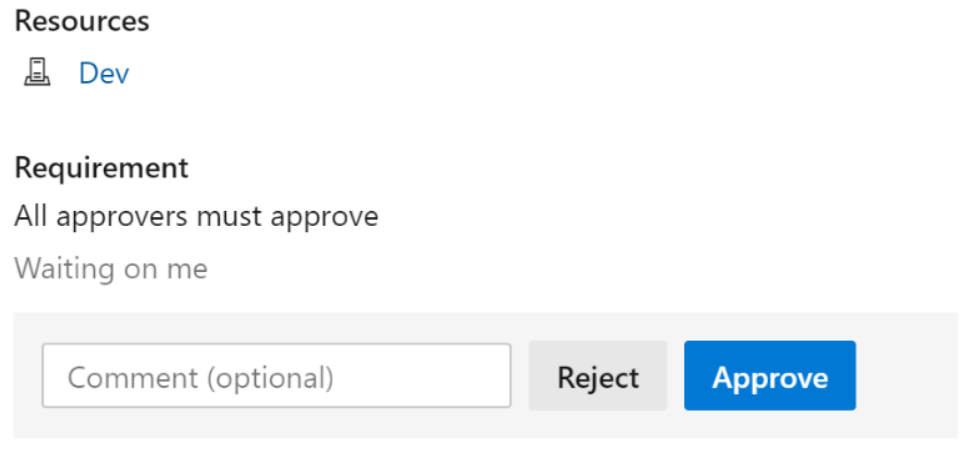 Resources
Dev
Requirement
All approvers must approve
Waiting on me
Comment (optional) Reject Approve